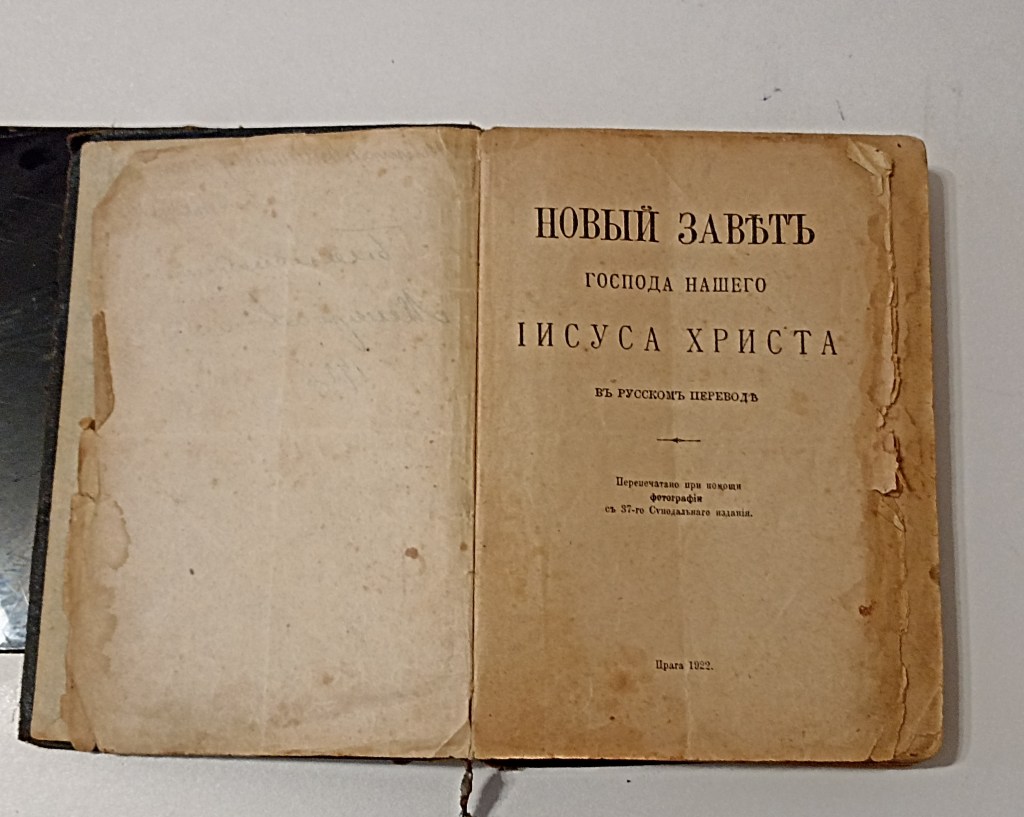 НОВЫЙ ЗАВѢТЪ
ГОСПОДА НАШЕГО
ІИСУСА ХРИСТА
ВЪ РУССКОМЪ ПЕРЕВОДѢ
Перепечатано при помощи
фотографіи
съ 37-го Сѵнодальнаго изданія.
Прага 1922.